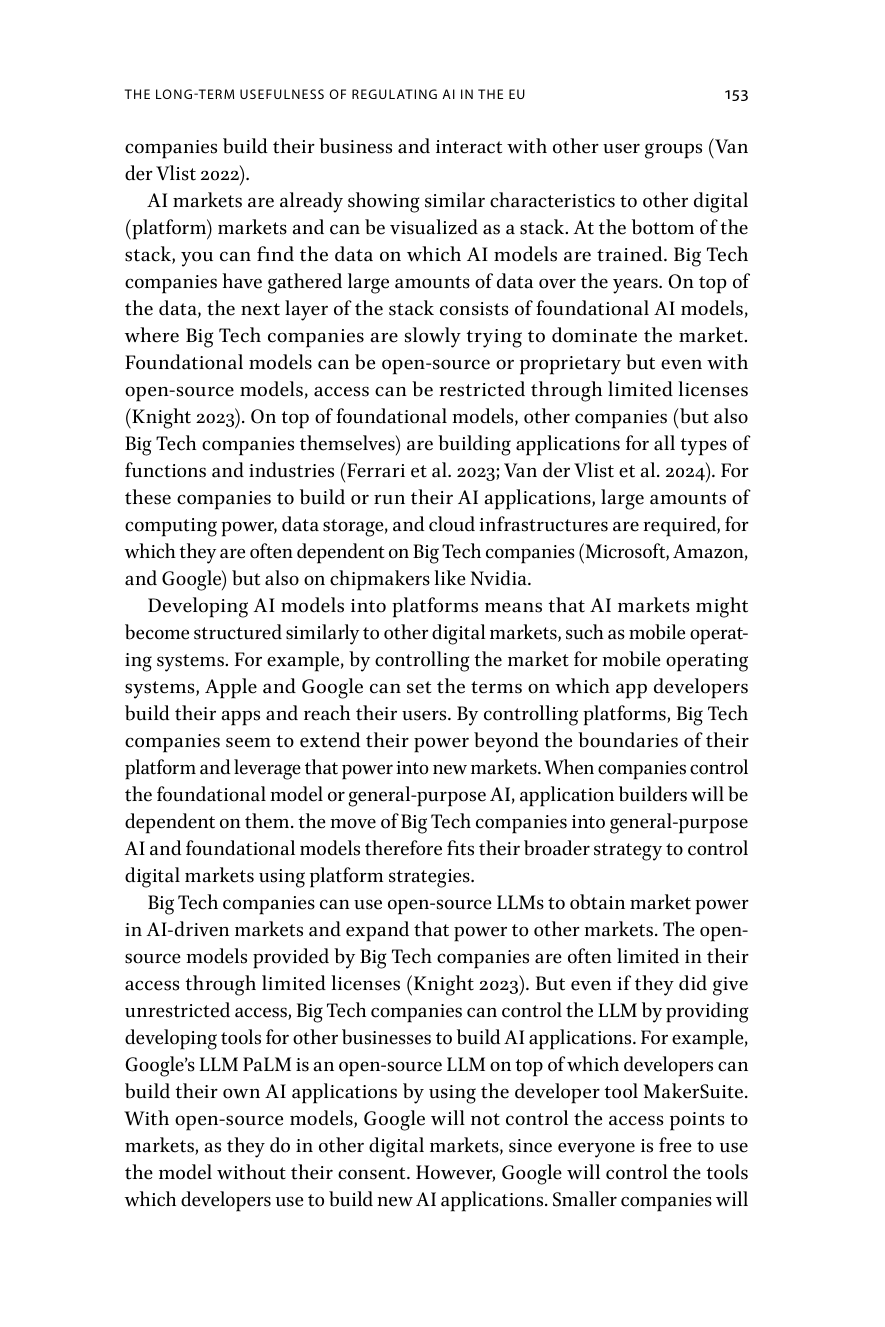 THE LONG-TERM USEFULNESS OF REGULATING AI IN THE EU 153
companies build their business and interact with other user groups (Van
der Vlist 2022).
AI markets are already showing similar characteristics to other digital
(platform) markets and can be visualized as a stack. At the bottom of the
stack, you can find the data on which AI models are trained. Big Tech
companies have gathered large amounts of data over the years. On top of
the data, the next layer of the stack consists of foundational AI models,
where Big Tech companies are slowly trying to dominate the market.
Foundational models can be open-source or proprietary but even with
open-source models, access can be restricted through limited licenses
(Knight 2023). On top of foundational models, other companies (but also
Big Tech companies themselves) are building applications for all types of
functions and industries (Ferrari et al. 2023; Van der Vlist et al. 2024). For
these companies to build or run their AI applications, large amounts of
computing power, data storage, and cloud infrastructures are required, for
which they are often dependent on Big Tech companies (Microsoft, Amazon,
and Google) but also on chipmakers like Nvidia.
Developing AI models into platforms means that AI markets might
become structured similarly to other digital markets, such as mobile operat-
ing systems. For example, by controlling the market for mobile operating
systems, Apple and Google can set the terms on which app developers
build their apps and reach their users. By controlling platforms, Big Tech
companies seem to extend their power beyond the boundaries of their
platform and leverage that power into new markets. When companies control
the foundational model or general-purpose AI, application builders will be
dependent on them. the move of Big Tech companies into general-purpose
AI and foundational models therefore fits their broader strategy to control
digital markets using platform strategies.
Big Tech companies can use open-source LLMs to obtain market power
in AI-driven markets and expand that power to other markets. The open-
source models provided by Big Tech companies are often limited in their
access through limited licenses (Knight 2023). But even if they did give
unrestricted access, Big Tech companies can control the LLM by providing
developing tools for other businesses to build AI applications. For example,
Google's LLM PaLM is an open-source LLM on top of which developers can
build their own AI applications by using the developer tool MakerSuite.
With open-source models, Google will not control the access points to
markets, as they do in other digital markets, since everyone is free to use
the model without their consent. However, Google will control the tools
which developers use to build new AI applications. Smaller companies will